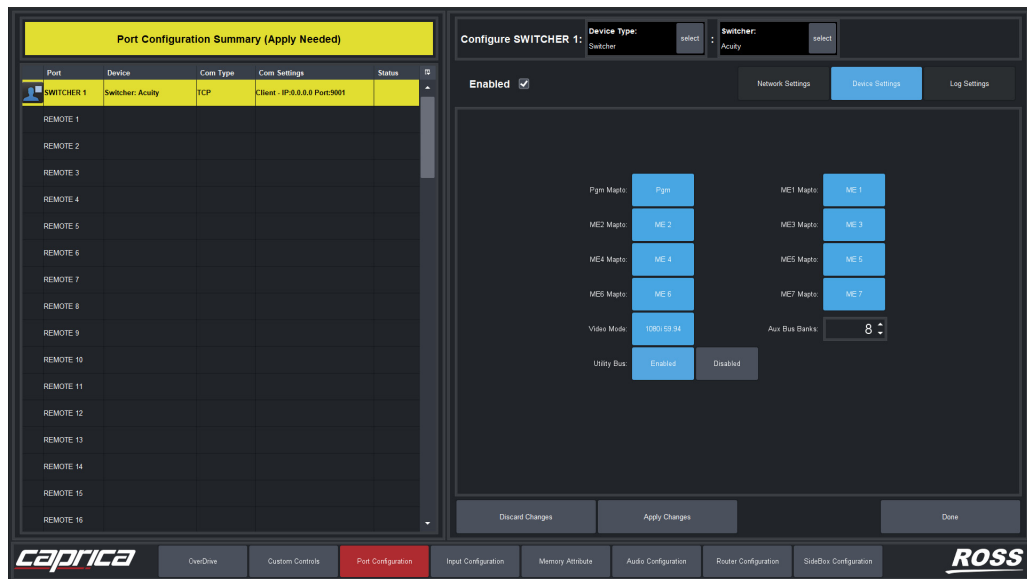 Port Configuration Summary (Apply Needed)
Port Device Com Type Com Settings Status
SWITCHER 1 Switcher: Acuity TCP Client - IP:0.0.0.0 Port:9001
REMOTE 1
REMOTE 2
REMOTE 3
REMOTE 4
REMOTE 5
REMOTE 6
REMOTE 7
REMOTE 8
REMOTE 9
REMOTE 10
REMOTE 11
REMOTE 12
REMOTE 13
REMOTE 14
REMOTE 15
REMOTE 16
Configure SWITCHER 1: Device Type: Switcher select : Switcher: Acuity select
Enabled Network Settings Device Settings Log Settings
Pgm Mapto: Pgm ME1 Mapto: ME 1
ME2 Mapto: ME 2 ME3 Mapto: ME 3
ME4 Mapto: ME 4 ME5 Mapto: ME 5
ME6 Mapto: ME 6 ME7 Mapto: ME 7
Video Mode: 1080i 59.94 Aux Bus Banks: 8
Utility Bus: Enabled Disabled
Discard Changes Apply Changes Done
caprica OverDrive Custom Controls Port Configuration Input Configuration Memory Attribute Audio Configuration Router Configuration SideBox Configuration ROSS